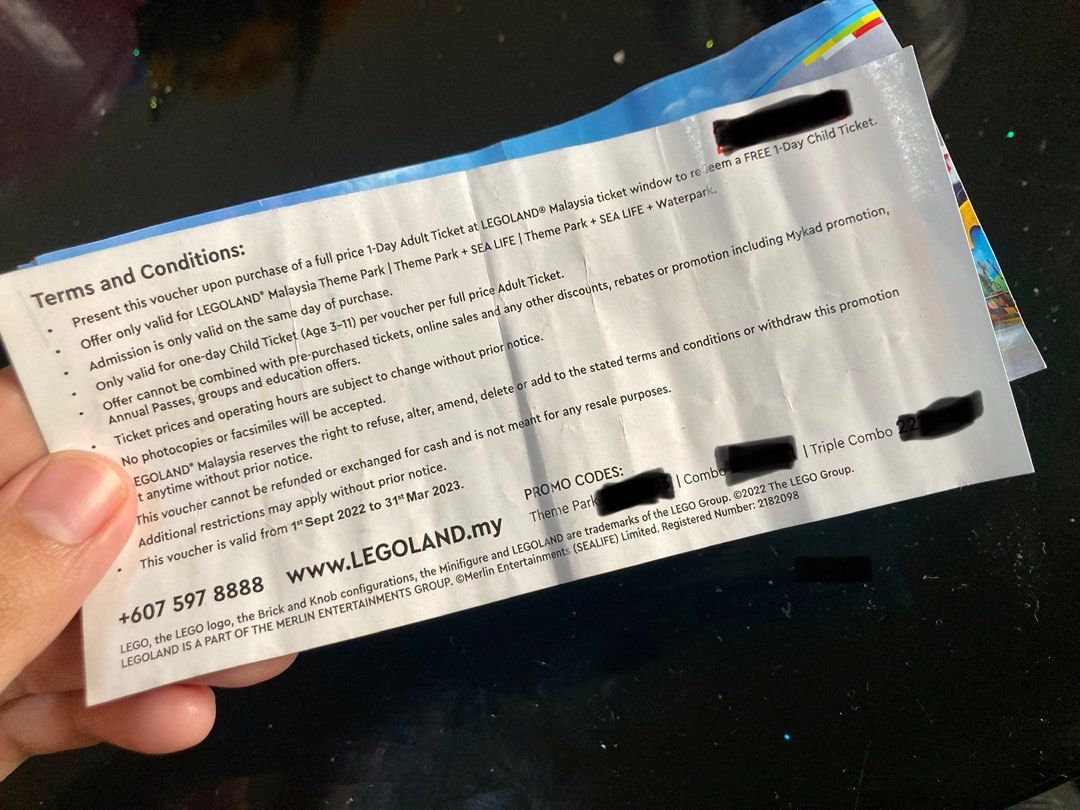 Terms and Conditions:
• Present this voucher upon purchase of a full price 1-Day Adult Ticket at LEGOLAND® Malaysia ticket window to redeem a FREE 1-Day Child Ticket.
• Offer only valid for LEGOLAND® Malaysia Theme Park | Theme Park + SEA LIFE | Theme Park + SEA LIFE + Waterpark.
• Admission is only valid on the same day of purchase.
• Only valid for one-day Child Ticket (Age 3-11) per voucher per full price Adult Ticket.
• Offer cannot be combined with pre-purchased tickets, online sales and any other discounts, rebates or promotion including Mykad promotion,
Annual Passes, groups and education offers.
• Ticket prices and operating hours are subject to change without prior notice.
No photocopies or facsimiles will be accepted.
EGOLAND® Malaysia reserves the right to refuse, alter, amend, delete or add to the stated terms and conditions or withdraw this promotion
t anytime without prior notice.
This voucher cannot be refunded or exchanged for cash and is not meant for any resale purposes.
Additional restrictions may apply without prior notice.
• This voucher is valid from 1st Sept 2022 to 31st Mar 2023.
PROMO CODES:
Theme Park | Combo | Triple Combo 22
+607 597 8888 www.LEGOLAND.my
LEGO, the LEGO logo, the Brick and Knob configurations, the Minifigure and LEGOLAND are trademarks of the LEGO Group. ©2022 The LEGO Group.
LEGOLAND IS A PART OF THE MERLIN ENTERTAINMENTS GROUP. ©Merlin Entertainments (SEALIFE) Limited. Registered Number: 2182098